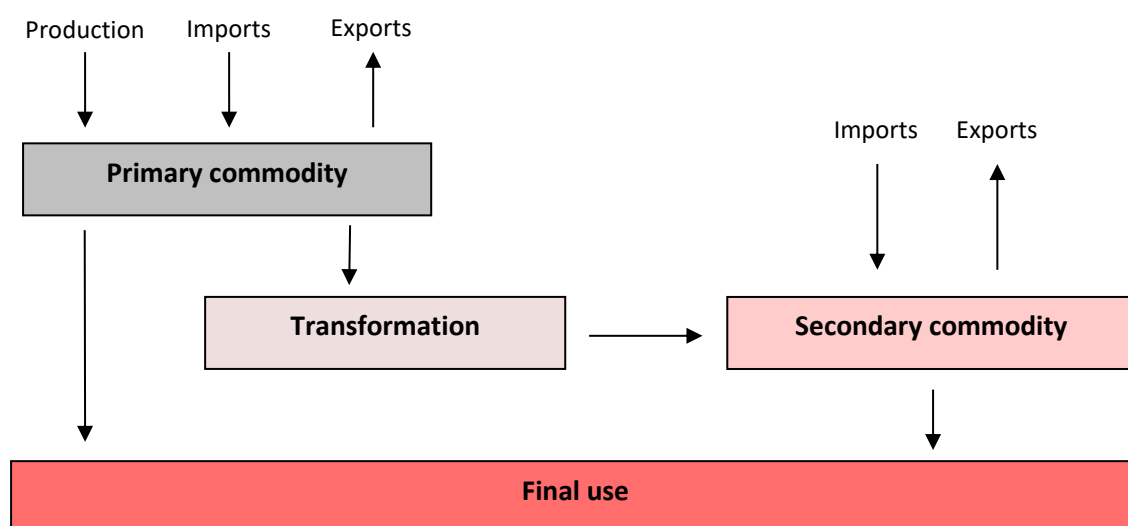 Production Imports Exports
Primary commodity
Imports Exports
Transformation
Secondary commodity
Final use